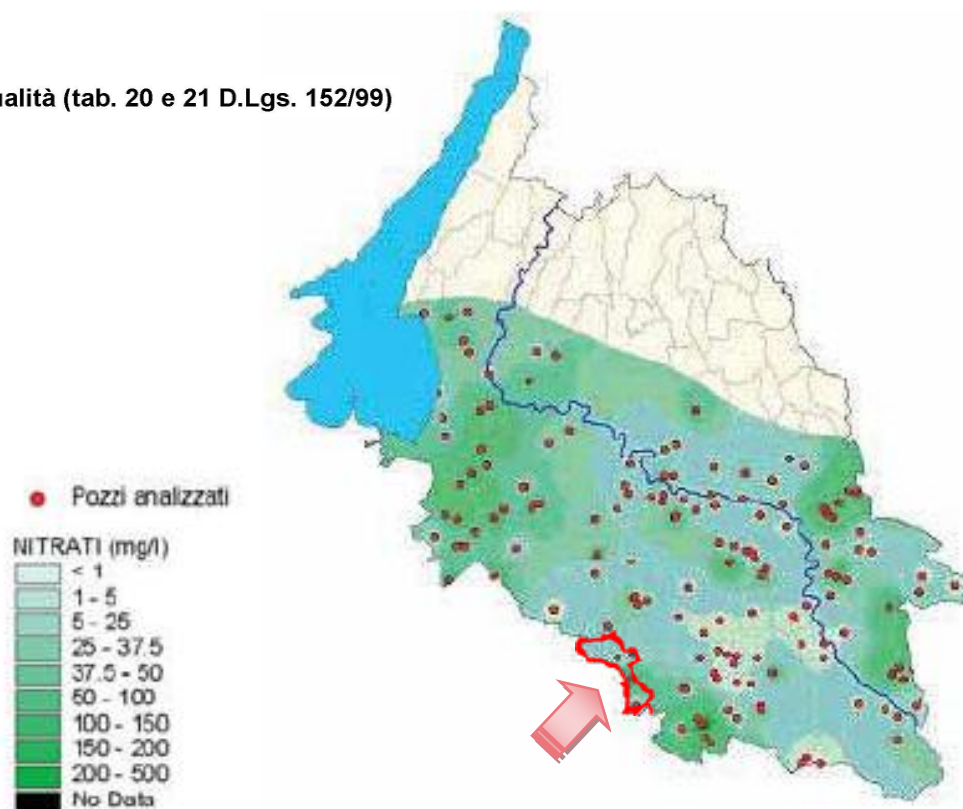 ualità (tab. 20 e 21 D.Lgs. 152/99)
Pozzi analizzati
NITRATI (mg/l)
< 1
1 - 5
5 - 25
25 - 37.5
37.5 - 50
50 - 100
100 - 150
150 - 200
200 - 500
No Data